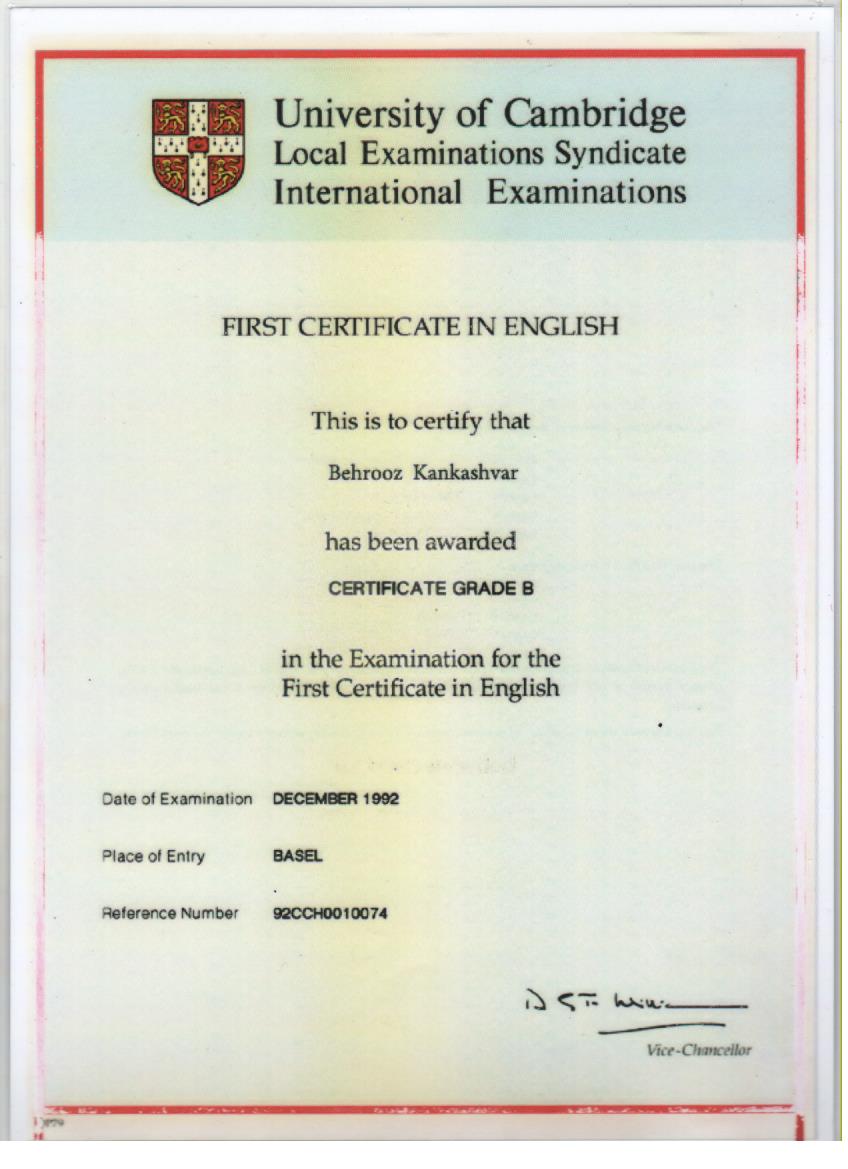 University of Cambridge
Local Examinations Syndicate
International Examinations
FIRST CERTIFICATE IN ENGLISH
This is to certify that
Behrooz Kankashvar
has been awarded
CERTIFICATE GRADE B
in the Examination for the
First Certificate in English
Date of Examination DECEMBER 1992
Place of Entry BASEL
Reference Number 92CCH0010074
Vice-Chancellor